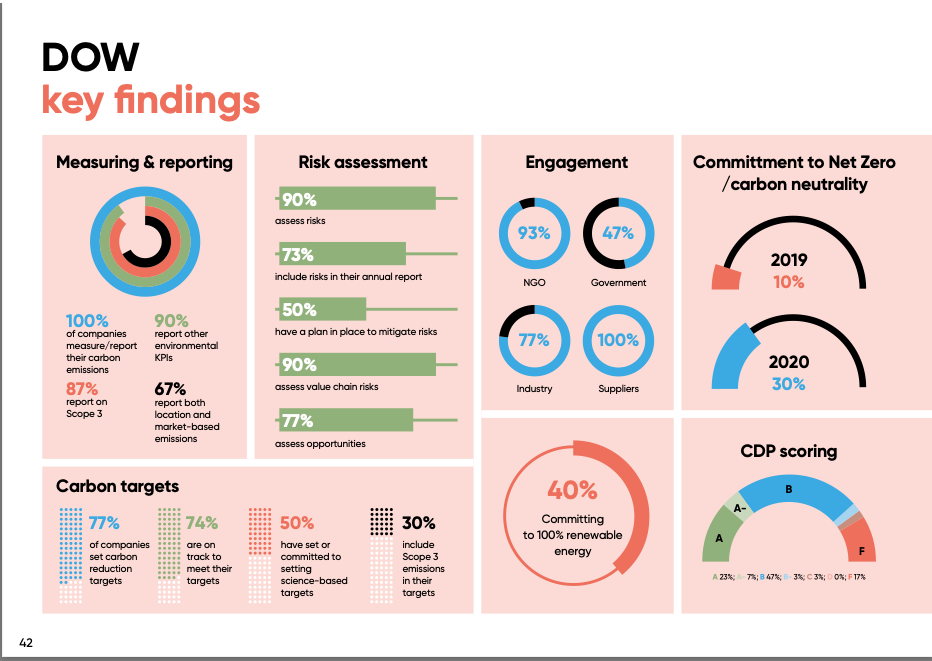 DOW
key findings
Measuring & reporting
100%
of companies
measure/report
their carbon
emissions
90%
report other
environmental
KPIs
87%
report on
Scope 3
67%
report both
location and
market-based
emissions
Risk assessment
90%
assess risks
73%
include risks in their annual report
50%
have a plan in place to mitigate risks
90%
assess value chain risks
77%
assess opportunities
Engagement
93%
NGO
47%
Government
77%
Industry
100%
Suppliers
Committment to Net Zero
/carbon neutrality
2019
10%
2020
30%
Carbon targets
77%
of companies
set carbon
reduction
targets
74%
are on
track to
meet their
targets
50%
have set or
committed to
setting
science-based
targets
30%
include
Scope 3
emissions
in their
targets
40%
Committing
to 100% renewable
energy
CDP scoring
A
A-
B
F
A 23%; A- 7%; B 47%; B- 3%; C 3%; D 0%; F 17%
42